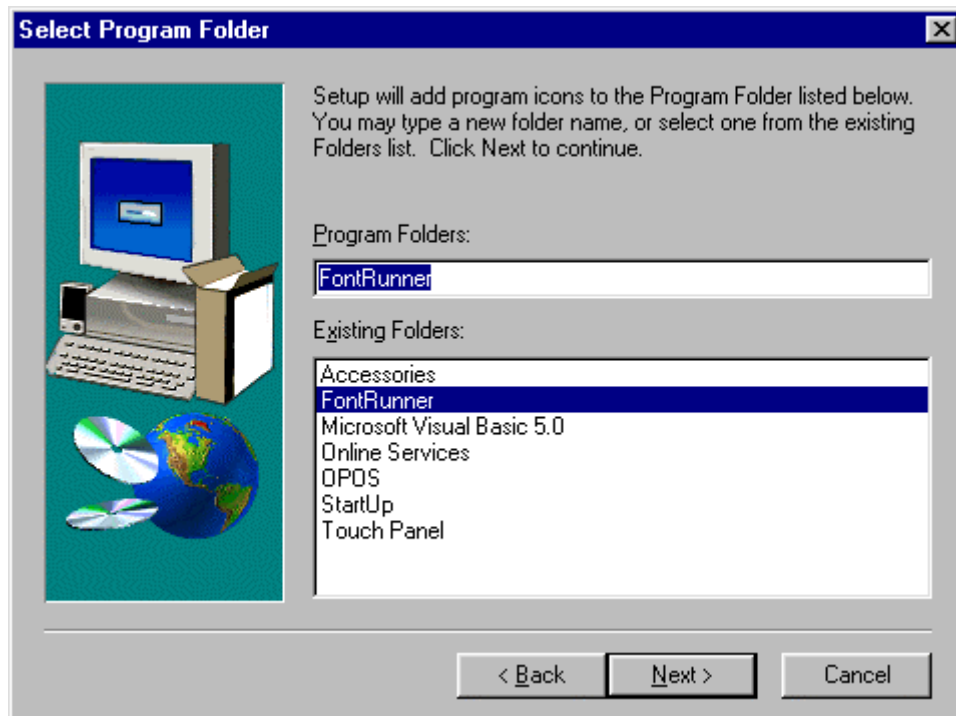 Select Program Folder
Setup will add program icons to the Program Folder listed below.
You may type a new folder name, or select one from the existing
Folders list.  Click Next to continue.
Program Folders:
FontRunner
Existing Folders:
Accessories
FontRunner
Microsoft Visual Basic 5.0
Online Services
OPOS
StartUp
Touch Panel
< Back
Next >
Cancel